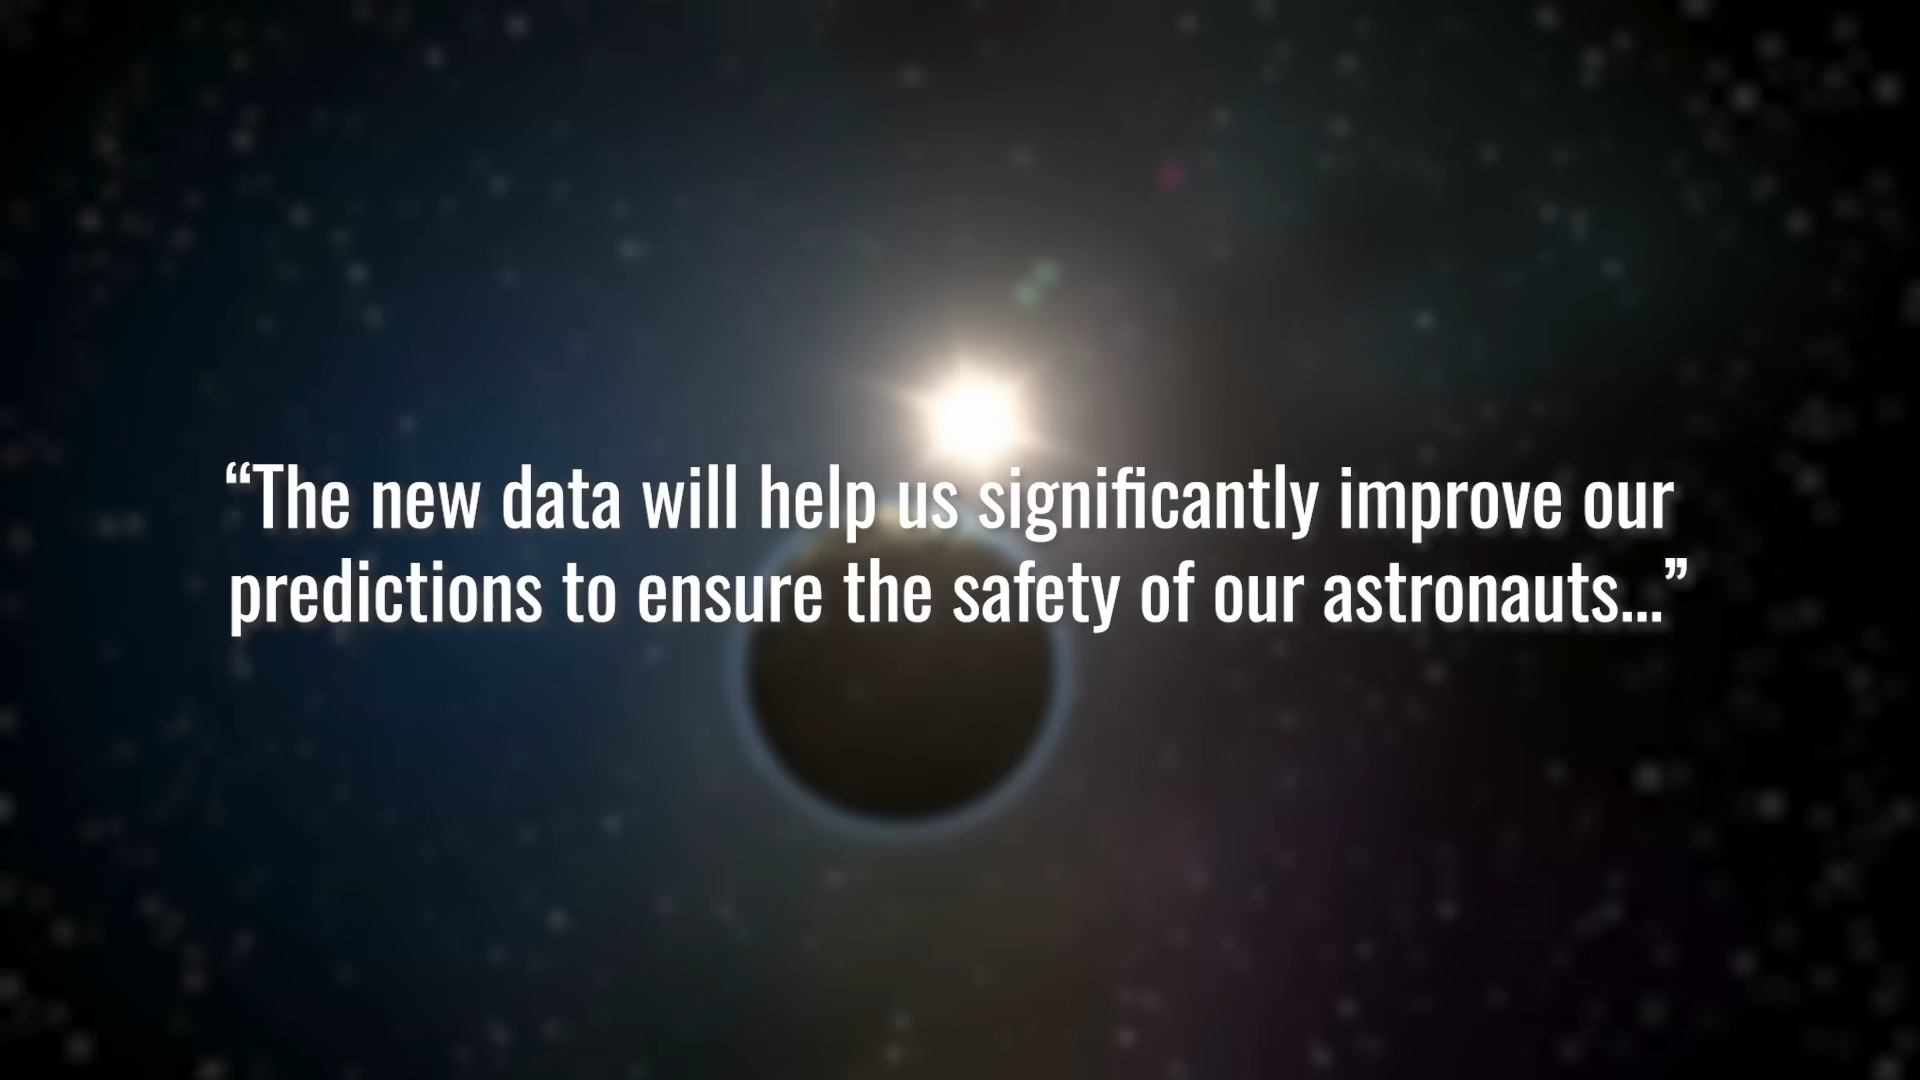 “The new data will help us significantly improve our
predictions to ensure the safety of our astronauts...”